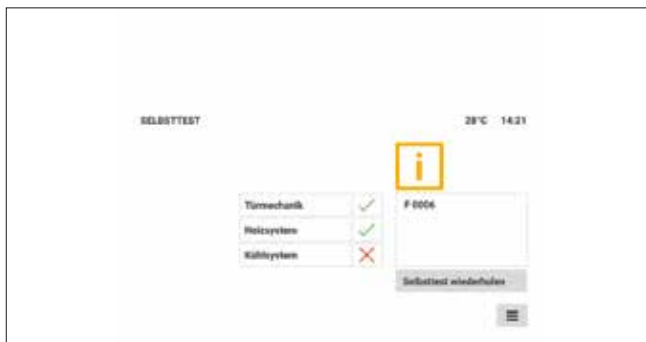 SELBSTTEST
28°C 14:21
i
Türmechanik
F 0006
Heizsystem
Kühlsystem
Selbsttest wiederholen